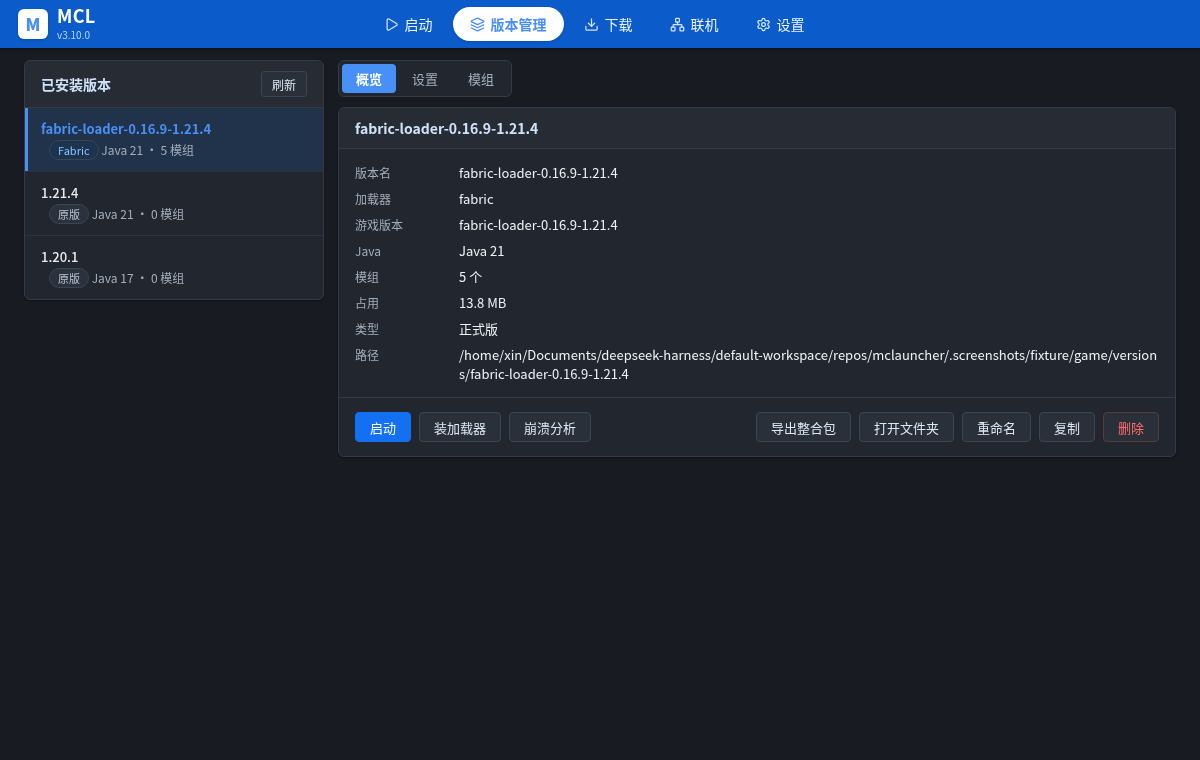 M
MCL
v3.10.0
启动
版本管理
下载
联机
设置
已安装版本
刷新
fabric-loader-0.16.9-1.21.4
Fabric Java 21 • 5 模组
1.21.4
原版 Java 21 • 0 模组
1.20.1
原版 Java 17 • 0 模组
概览
设置
模组
fabric-loader-0.16.9-1.21.4
版本名 fabric-loader-0.16.9-1.21.4
加载器 fabric
游戏版本 fabric-loader-0.16.9-1.21.4
Java Java 21
模组 5 个
占用 13.8 MB
类型 正式版
路径 /home/xin/Documents/deepseek-harness/default-workspace/repos/mclauncher/.screenshots/fixture/game/version
s/fabric-loader-0.16.9-1.21.4
启动
装加载器
崩溃分析
导出整合包
打开文件夹
重命名
复制
删除